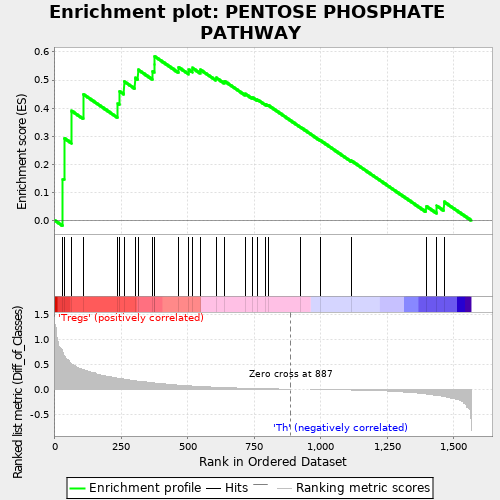 Enrichment plot: PENTOSE PHOSPHATE
PATHWAY
Enrichment score (ES)
0.6
0.5
0.4
0.3
0.2
0.1
0.0
Ranked list metric (Diff_of_Classes)
1.5
1.0
0.5
0.0
-0.5
'Tregs' (positively correlated)
Zero cross at 887
'Th' (negatively correlated)
0
250
500
750
1,000
1,250
1,500
Rank in Ordered Dataset
Enrichment profile
Hits
Ranking metric scores